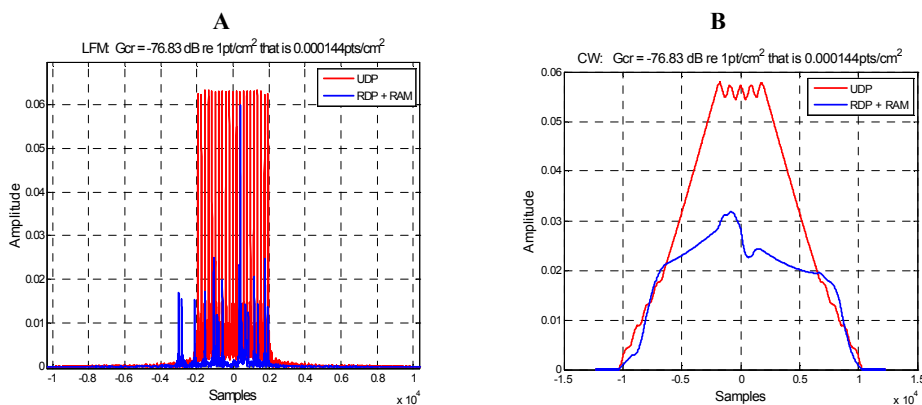 A
LFM: Gcr = -76.83 dB re 1pt/cm² that is 0.000144pts/cm²
UDP
RDP + RAM
Amplitude
0.06
0.05
0.04
0.03
0.02
0.01
0
-1
-0.8
-0.6
-0.4
-0.2
0
0.2
0.4
0.6
0.8
1
Samples
x 10⁴
B
CW: Gcr = -76.83 dB re 1pt/cm² that is 0.000144pts/cm²
UDP
RDP + RAM
Amplitude
0.06
0.05
0.04
0.03
0.02
0.01
0
-1.5
-1
-0.5
0
0.5
1
1.5
Samples
x 10⁴